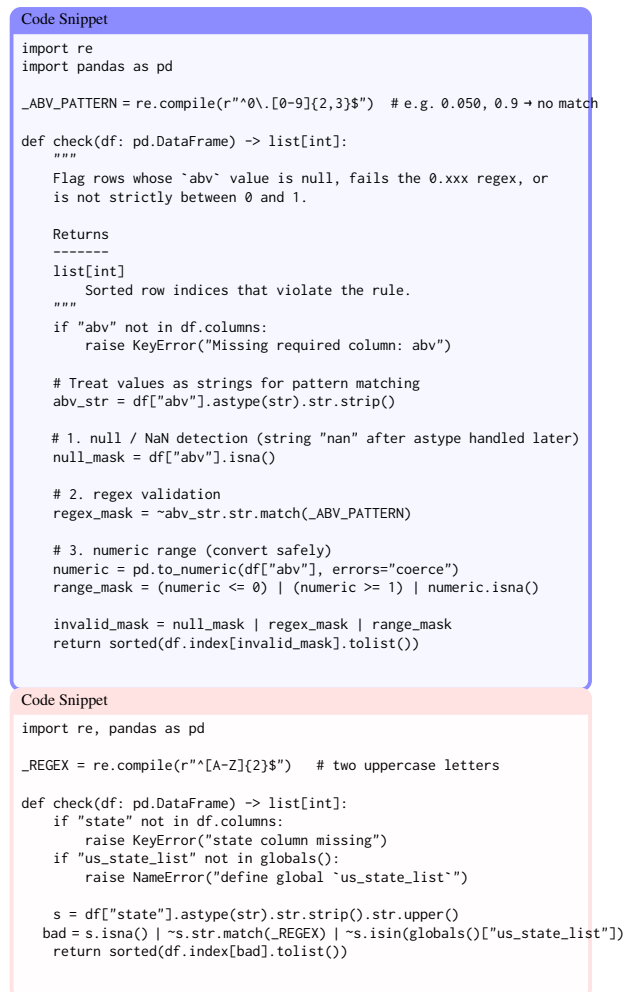 Code Snippet
import re
import pandas as pd
_ABV_PATTERN = re.compile(r"^0\.[0-9]{2,3}$")  # e.g. 0.050, 0.9 → no match
def check(df: pd.DataFrame) -> list[int]:
    """
    Flag rows whose `abv` value is null, fails the 0.xxx regex, or
    is not strictly between 0 and 1.
    Returns
    -------
    list[int]
        Sorted row indices that violate the rule.
    """
    if "abv" not in df.columns:
        raise KeyError("Missing required column: abv")
    # Treat values as strings for pattern matching
    abv_str = df["abv"].astype(str).str.strip()
    # 1. null / NaN detection (string "nan" after astype handled later)
    null_mask = df["abv"].isna()
    # 2. regex validation
    regex_mask = ~abv_str.str.match(_ABV_PATTERN)
    # 3. numeric range (convert safely)
    numeric = pd.to_numeric(df["abv"], errors="coerce")
    range_mask = (numeric <= 0) | (numeric >= 1) | numeric.isna()
    invalid_mask = null_mask | regex_mask | range_mask
    return sorted(df.index[invalid_mask].tolist())
Code Snippet
import re, pandas as pd
_REGEX = re.compile(r"^[A-Z]{2}$")   # two uppercase letters
def check(df: pd.DataFrame) -> list[int]:
    if "state" not in df.columns:
        raise KeyError("state column missing")
    if "us_state_list" not in globals():
        raise NameError("define global `us_state_list`")
    s = df["state"].astype(str).str.strip().str.upper()
    bad = s.isna() | ~s.str.match(_REGEX) | ~s.isin(globals()["us_state_list"])
    return sorted(df.index[bad].tolist())